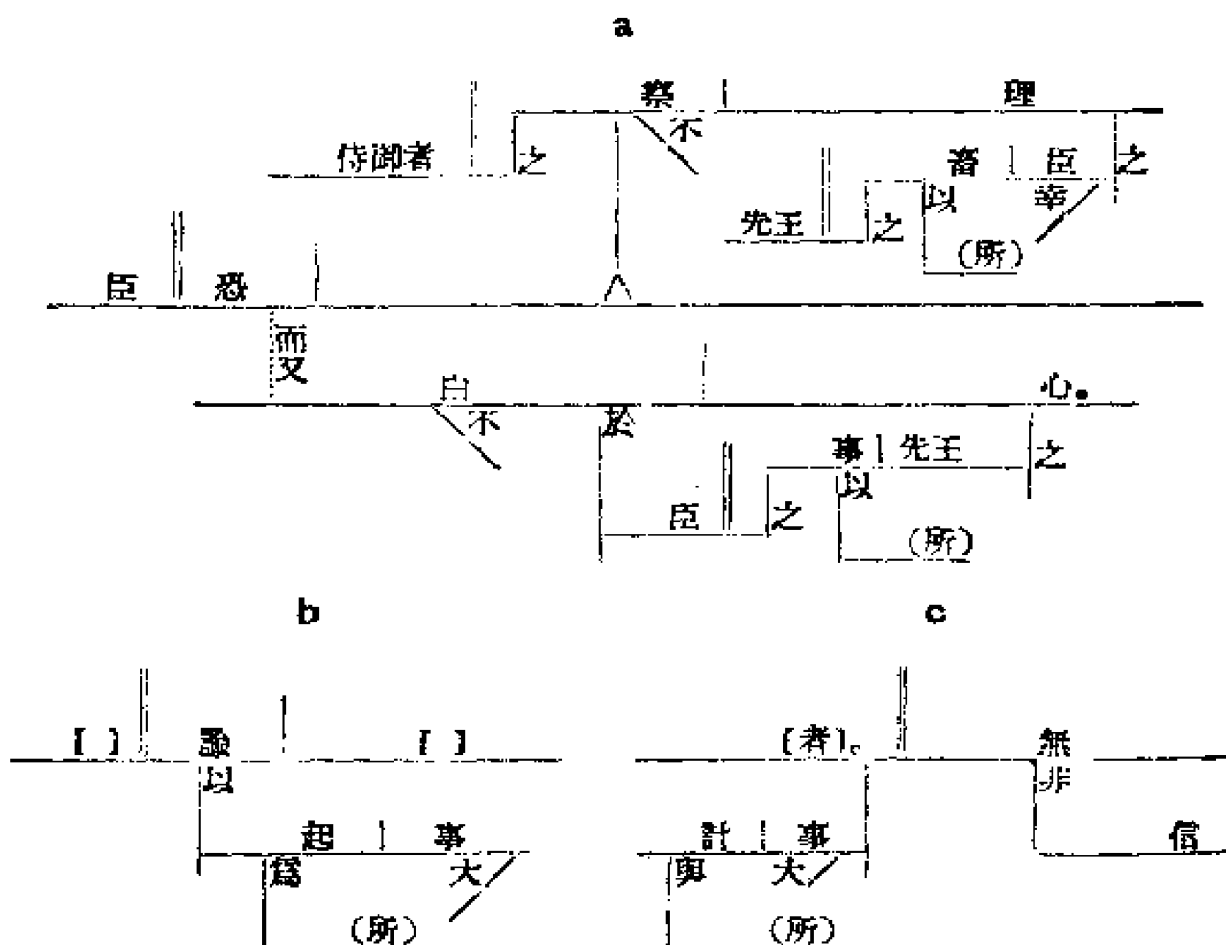 a
察 理
不
侍御者 之 畜 臣 之
以 幸
先王 之
(所)
臣 恐
而
又
白 心。
不 於
事 先王 之
以
臣 之 (所)
b c
[ ] [ ] [者]。 無
以 非
起 事 計 事 信
爲 大 與 大
(所) (所)